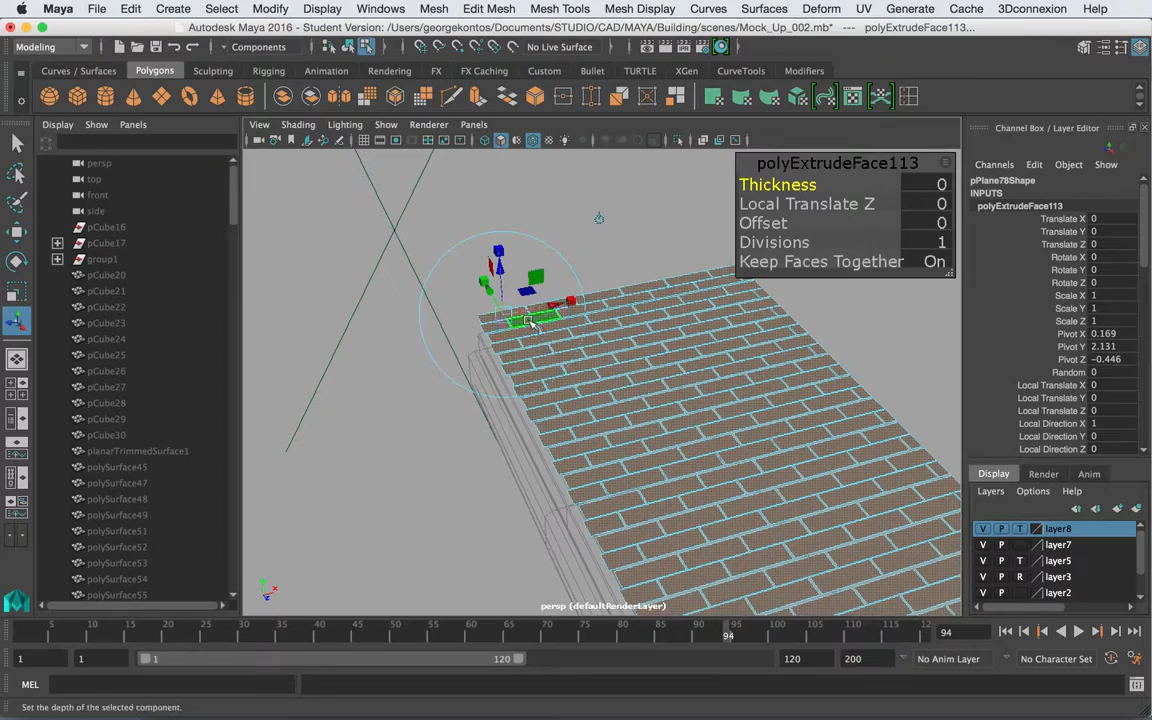 Maya File Edit Create Select Modify Display Windows Mesh Edit Mesh Mesh Tools Mesh Display Curves Surfaces Deform UV Generate Cache 3Dconnexion Help
Autodesk Maya 2016 - Student Version: /Users/georgekontos/Documents/STUDIO/CAD/MAYA/Building/scenes/Mock_Up_002.mb* --- polyExtrudeFace113...
Modeling Components No Live Surface
Curves / Surfaces Polygons Sculpting Rigging Animation Rendering FX FX Caching Custom Bullet TURTLE XGen CurveTools Modifiers
Display Show Panels
View Shading Lighting Show Renderer Panels
Channel Box / Layer Editor
persp
top
front
side
pCube16
pCube17
group1
pCube20
pCube21
pCube22
pCube23
pCube24
pCube25
pCube26
pCube27
pCube28
pCube29
pCube30
planarTrimmedSurface1
polySurface45
polySurface47
polySurface48
polySurface49
polySurface51
polySurface52
polySurface53
polySurface54
polySurface55
polyExtrudeFace113
Thickness 0
Local Translate Z 0
Offset 0
Divisions 1
Keep Faces Together On
persp (defaultRenderLayer)
Channels Edit Object Show
pPlane78Shape
INPUTS
polyExtrudeFace113
Translate X 0
Translate Y 0
Translate Z 0
Rotate X 0
Rotate Y 0
Rotate Z 0
Scale X 1
Scale Y 1
Scale Z 1
Pivot X 0.169
Pivot Y 2.131
Pivot Z -0.446
Random 0
Local Translate X 0
Local Translate Y 0
Local Translate Z 0
Local Direction X 1
Local Direction Y 0
Local Direction Z 0
Display Render Anim
Layers Options Help
V P T layer8
V P layer7
V P T layer5
V P R layer3
V P layer2
5 10 15 20 25 30 35 40 45 50 55 60 65 70 75 80 85 90 95 100 105 110 115 12
94
94
1 1 1 120 120 200 No Anim Layer No Character Set
MEL
Set the depth of the selected component.